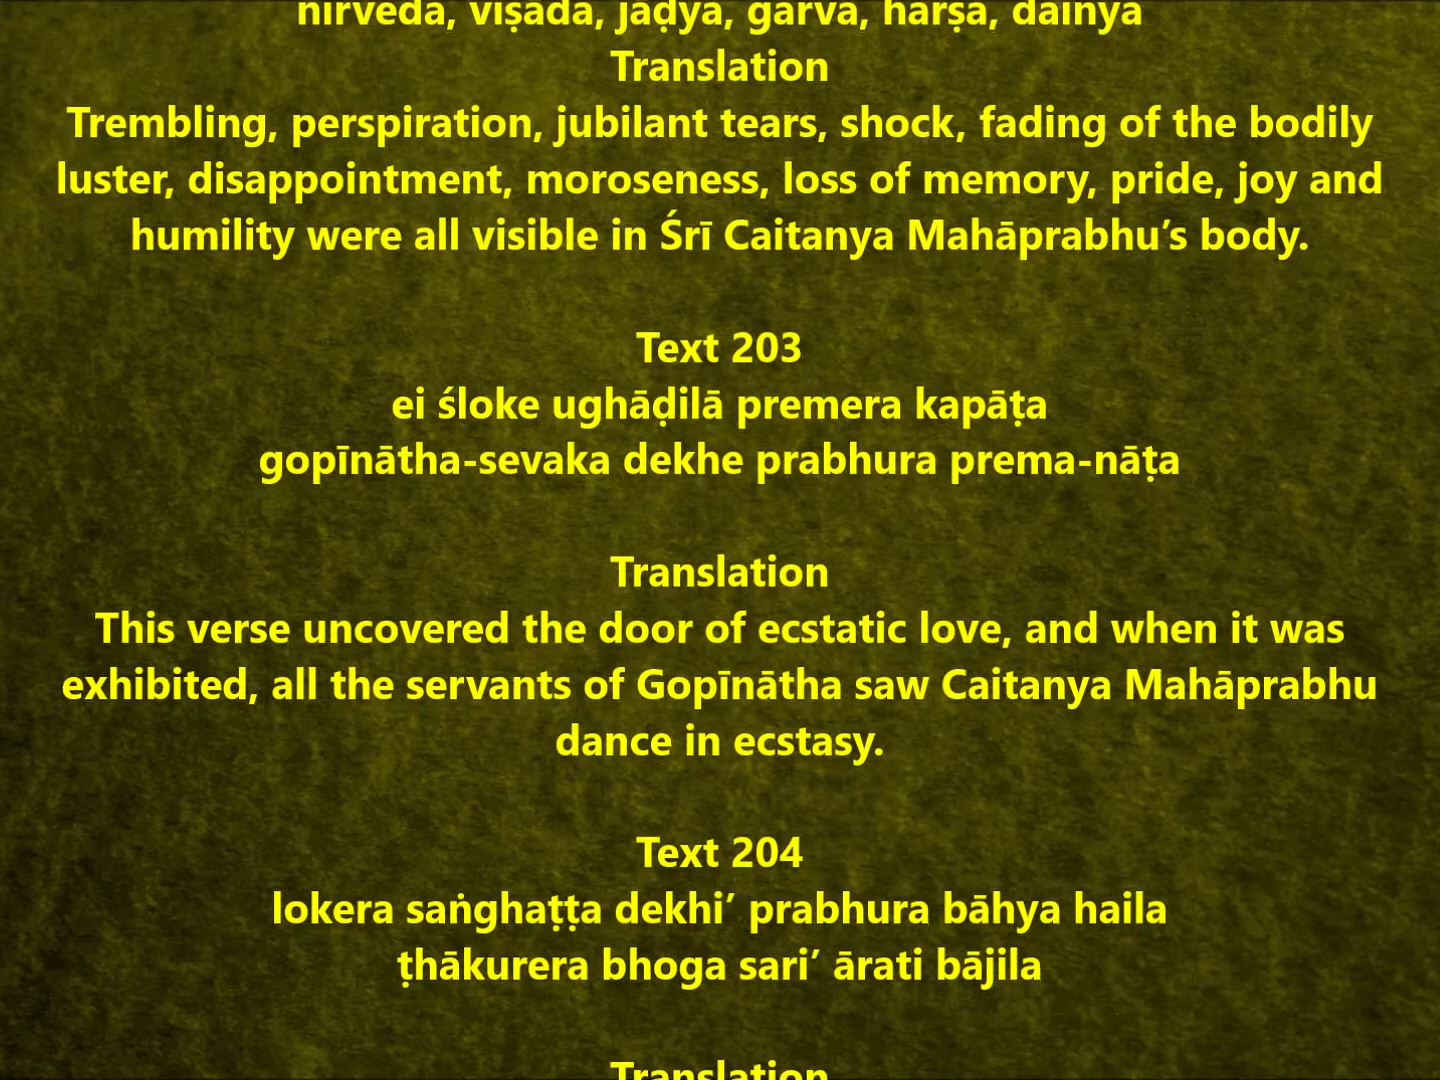 nirveda, viṣāda, jāḍya, garva, harṣa, dainya
Translation
Trembling, perspiration, jubilant tears, shock, fading of the bodily
luster, disappointment, moroseness, loss of memory, pride, joy and
humility were all visible in Śrī Caitanya Mahāprabhu’s body.
Text 203
ei śloke ughāḍilā premera kapāṭa
gopīnātha-sevaka dekhe prabhura prema-nāṭa
Translation
This verse uncovered the door of ecstatic love, and when it was
exhibited, all the servants of Gopīnātha saw Caitanya Mahāprabhu
dance in ecstasy.
Text 204
lokera saṅghaṭṭa dekhi’ prabhura bāhya haila
ṭhākurera bhoga sari’ ārati bājila
Translation